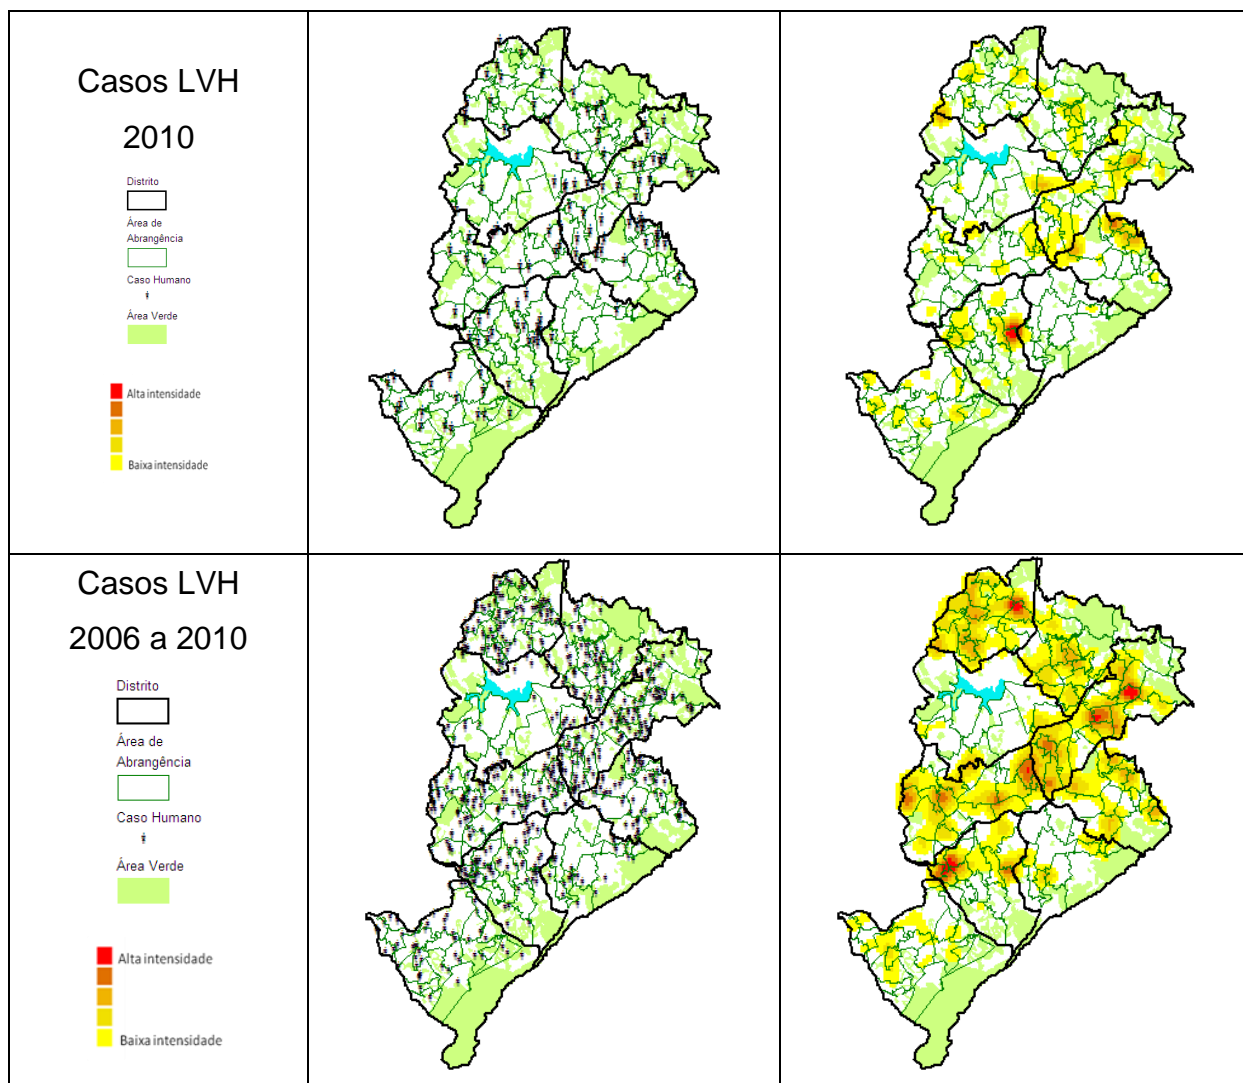 Casos LVH
2010
Distrito
Área de
Abrangência
Caso Humano
Área Verde
Alta intensidade
Baixa intensidade
Casos LVH
2006 a 2010
Distrito
Área de
Abrangência
Caso Humano
Área Verde
Alta intensidade
Baixa intensidade